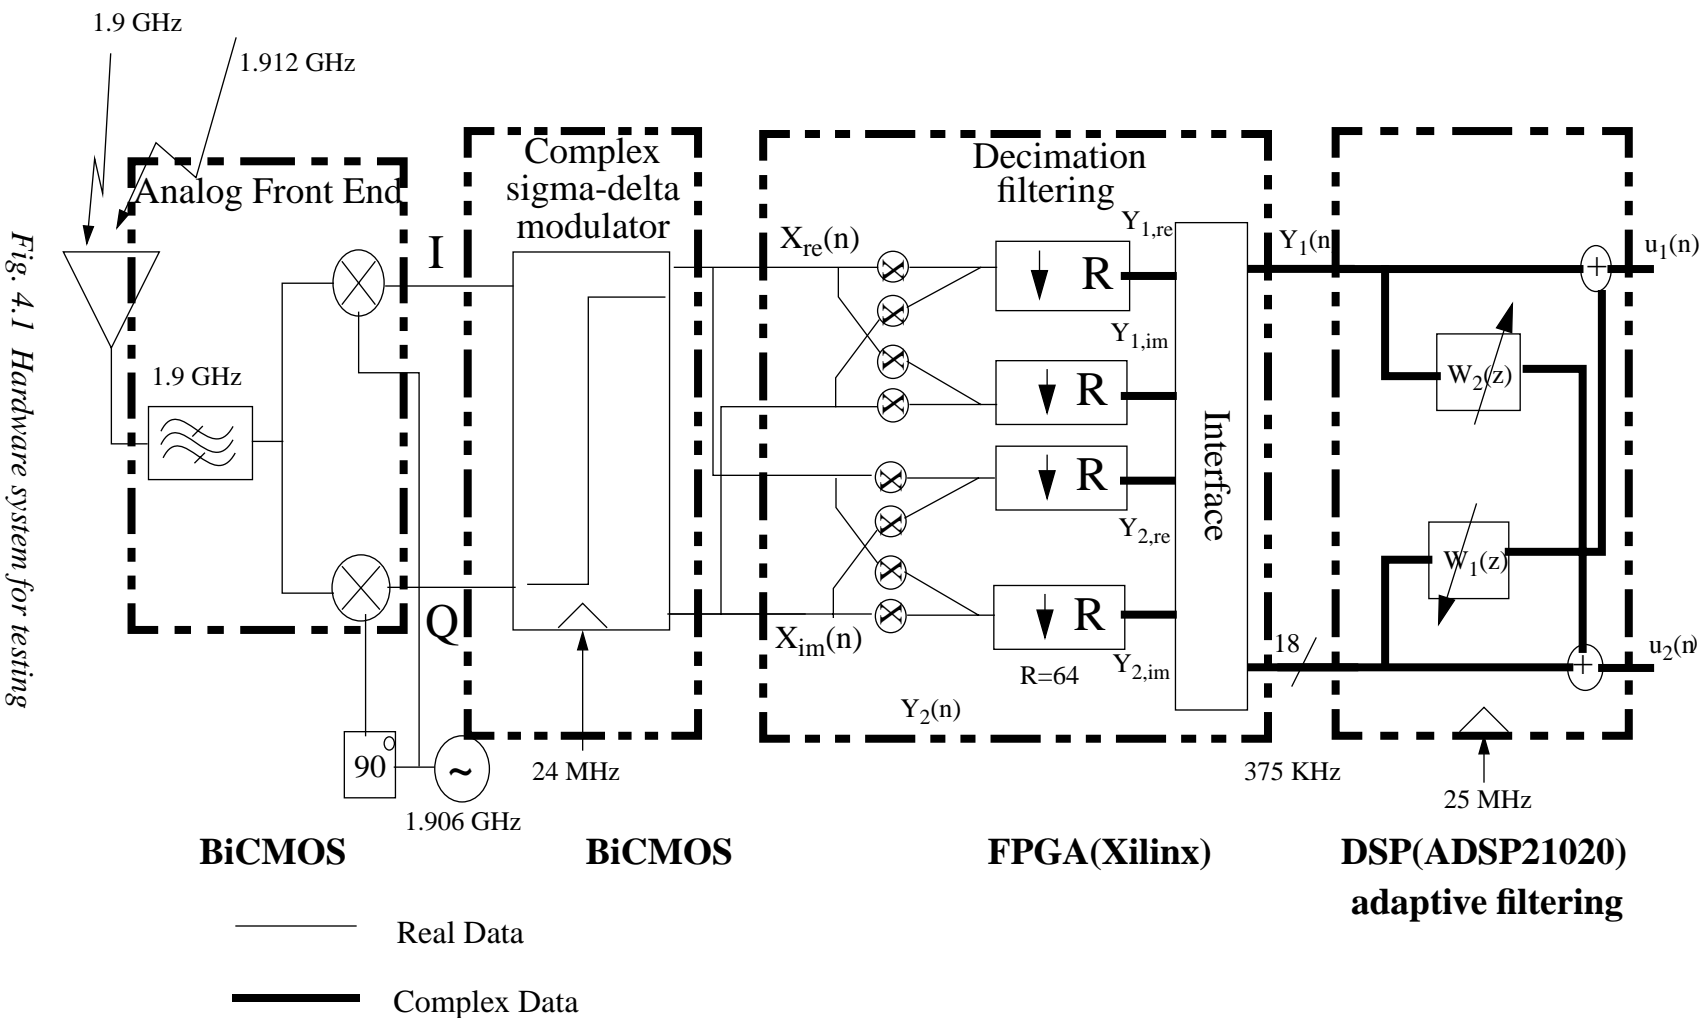 1.9 GHz
1.912 GHz
Analog Front End
Complex
sigma-delta
modulator
Decimation
filtering
Fig. 4.1 Hardware system for testing
1.9 GHz
I
Q
90
O
~
1.906 GHz
24 MHz
Xre(n)
Xim(n)
R
R
R
R
R=64
Y1,re
Y1,im
Y2,re
Y2,im
Y2(n)
Interface
Y1(n
18
375 KHz
W2(z)
W1(z)
+
+
u1(n)
u2(n)
25 MHz
BiCMOS
BiCMOS
FPGA(Xilinx)
DSP(ADSP21020)
adaptive filtering
Real Data
Complex Data